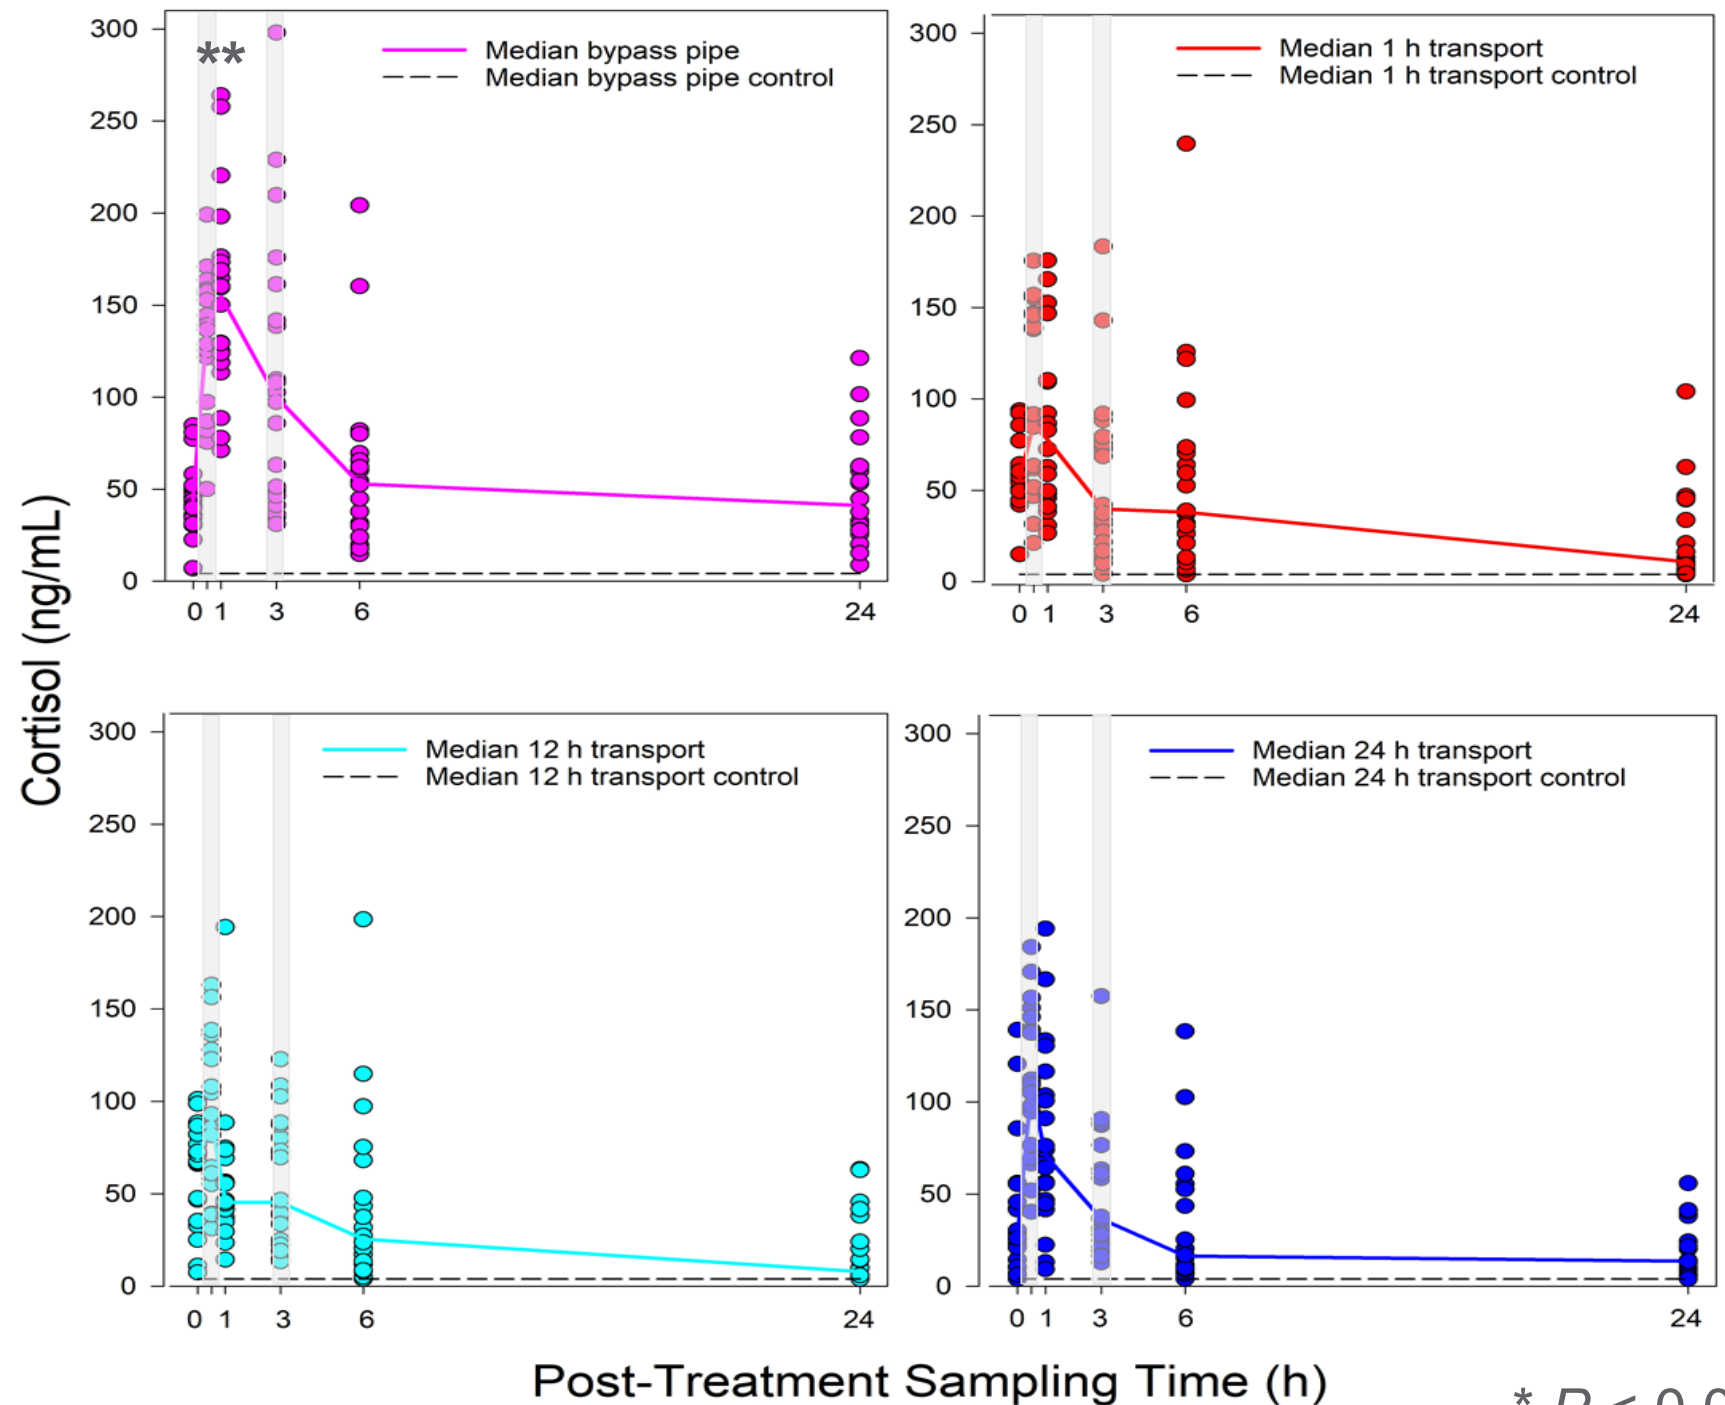 **
Median bypass pipe
Median bypass pipe control
300
250
200
150
100
50
0
0 1 3 6 24
Median 1 h transport
Median 1 h transport control
300
250
200
150
100
50
0
0 1 3 6 24
Cortisol (ng/mL)
Median 12 h transport
Median 12 h transport control
300
250
200
150
100
50
0
0 1 3 6 24
Median 24 h transport
Median 24 h transport control
300
250
200
150
100
50
0
0 1 3 6 24
Post-Treatment Sampling Time (h)
* P < 0.0